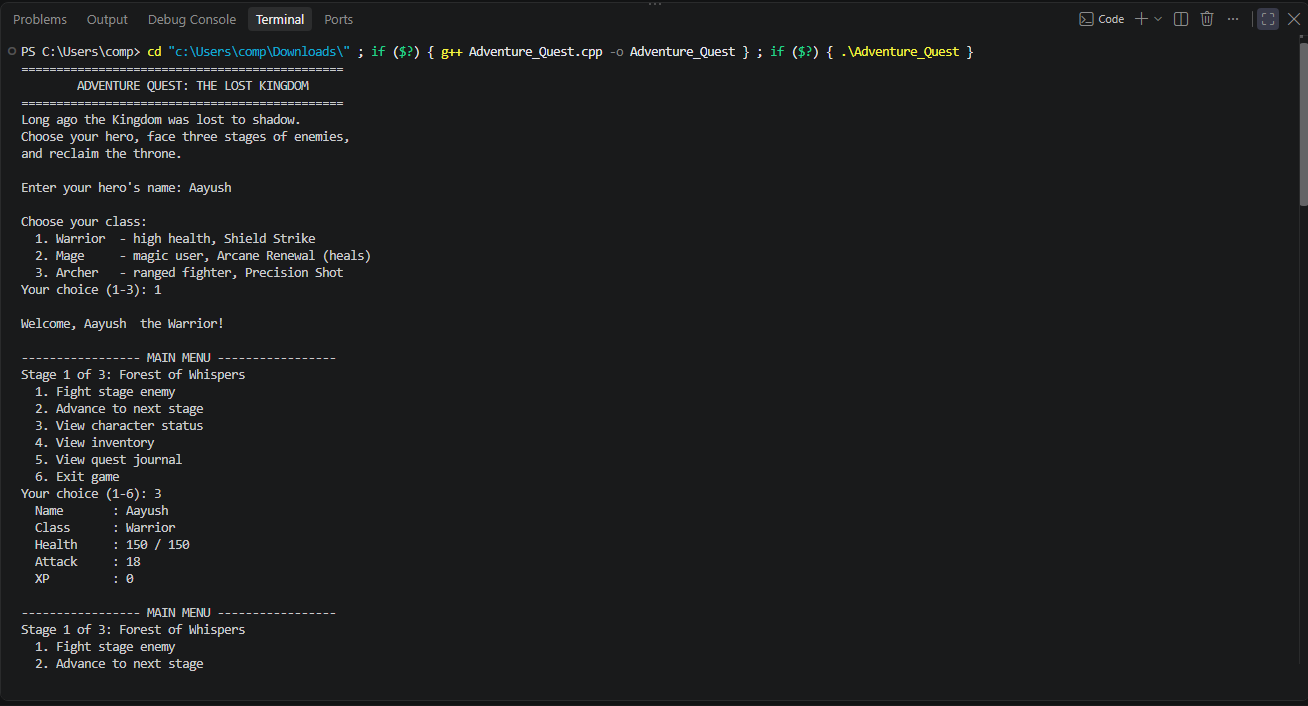 Problems Output Debug Console Terminal Ports Code
PS C:\Users\comp> cd "c:\Users\comp\Downloads\" ; if ($?) { g++ Adventure_Quest.cpp -o Adventure_Quest } ; if ($?) { .\Adventure_Quest }
==============================================
        ADVENTURE QUEST: THE LOST KINGDOM
==============================================
Long ago the Kingdom was lost to shadow.
Choose your hero, face three stages of enemies,
and reclaim the throne.

Enter your hero's name: Aayush

Choose your class:
  1. Warrior  - high health, Shield Strike
  2. Mage     - magic user, Arcane Renewal (heals)
  3. Archer   - ranged fighter, Precision Shot
Your choice (1-3): 1

Welcome, Aayush  the Warrior!

----------------- MAIN MENU -----------------
Stage 1 of 3: Forest of Whispers
  1. Fight stage enemy
  2. Advance to next stage
  3. View character status
  4. View inventory
  5. View quest journal
  6. Exit game
Your choice (1-6): 3
  Name       : Aayush
  Class      : Warrior
  Health     : 150 / 150
  Attack     : 18
  XP         : 0

----------------- MAIN MENU -----------------
Stage 1 of 3: Forest of Whispers
  1. Fight stage enemy
  2. Advance to next stage